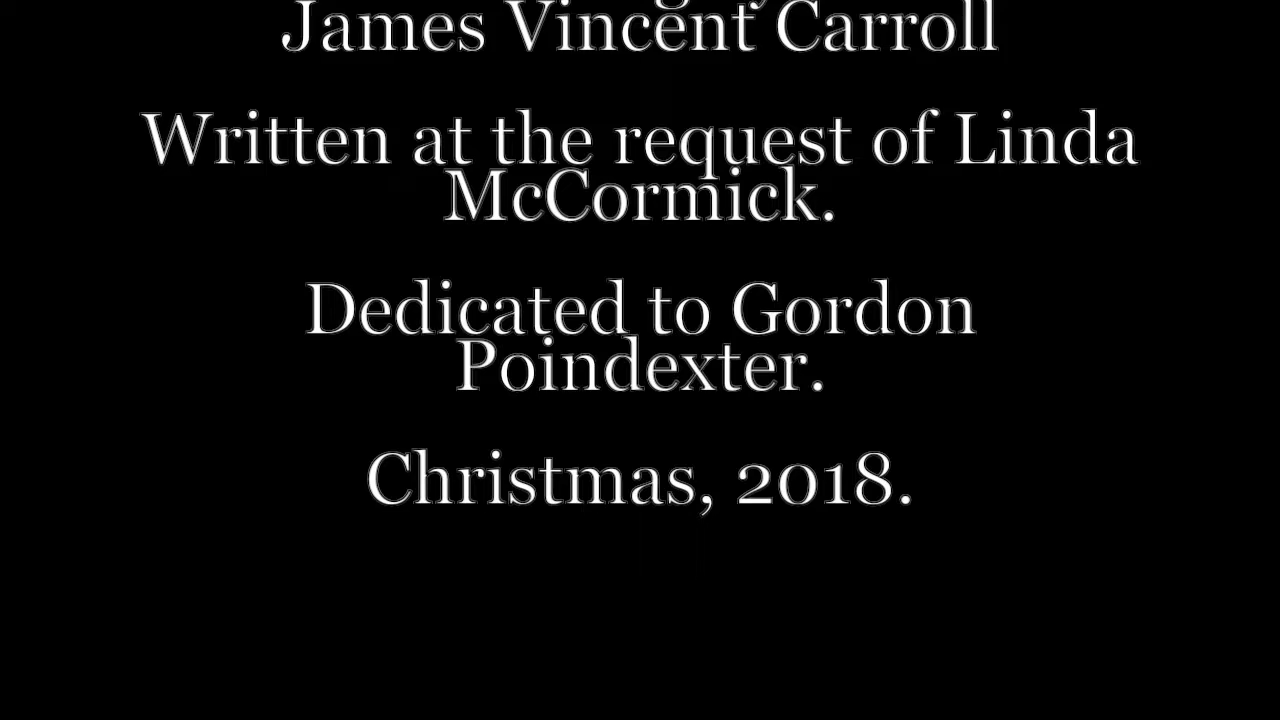 James Vincent Carroll
Written at the request of Linda
McCormick.
Dedicated to Gordon
Poindexter.
Christmas, 2018.